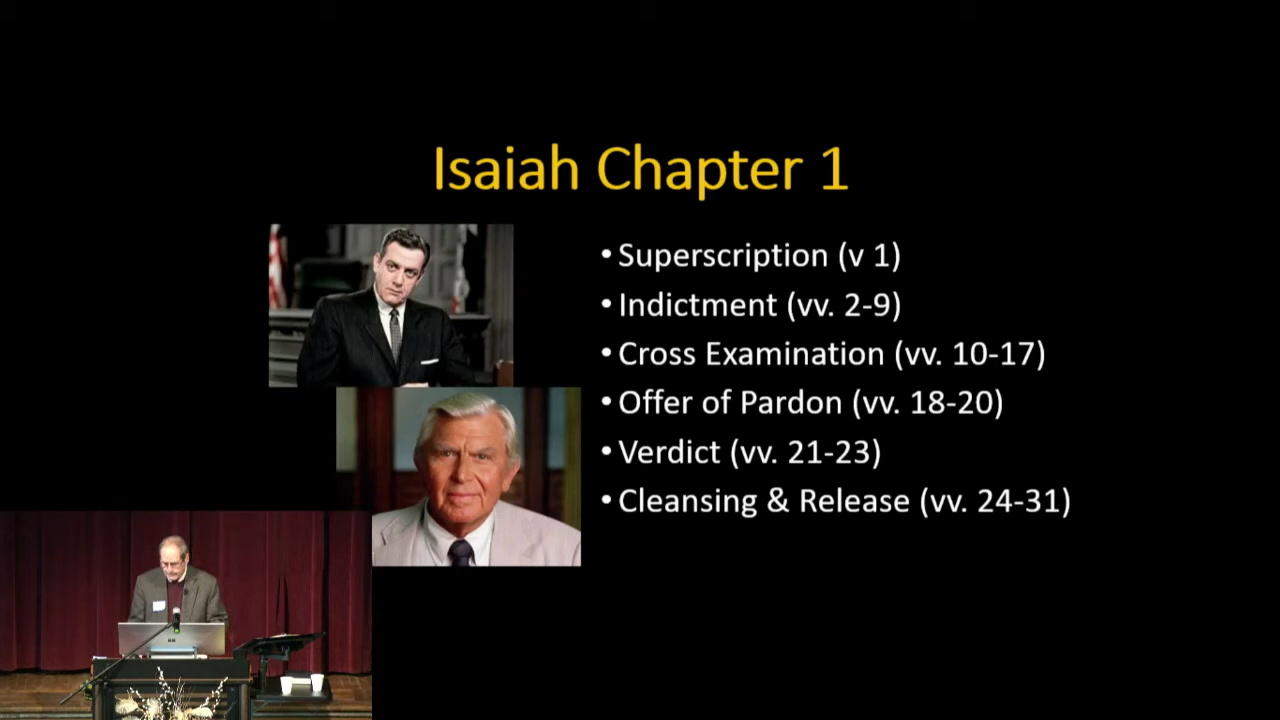 Isaiah Chapter 1
• Superscription (v 1)
• Indictment (vv. 2-9)
• Cross Examination (vv. 10-17)
• Offer of Pardon (vv. 18-20)
• Verdict (vv. 21-23)
• Cleansing & Release (vv. 24-31)